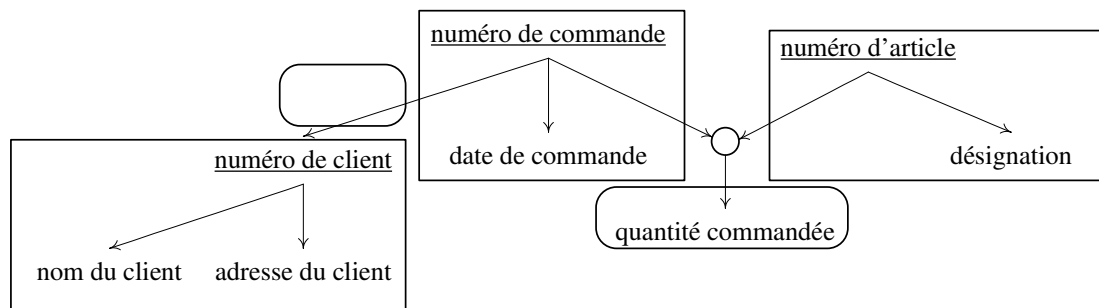 numéro de commande
numéro d'article
numéro de client
date de commande
désignation
quantité commandée
nom du client
adresse du client